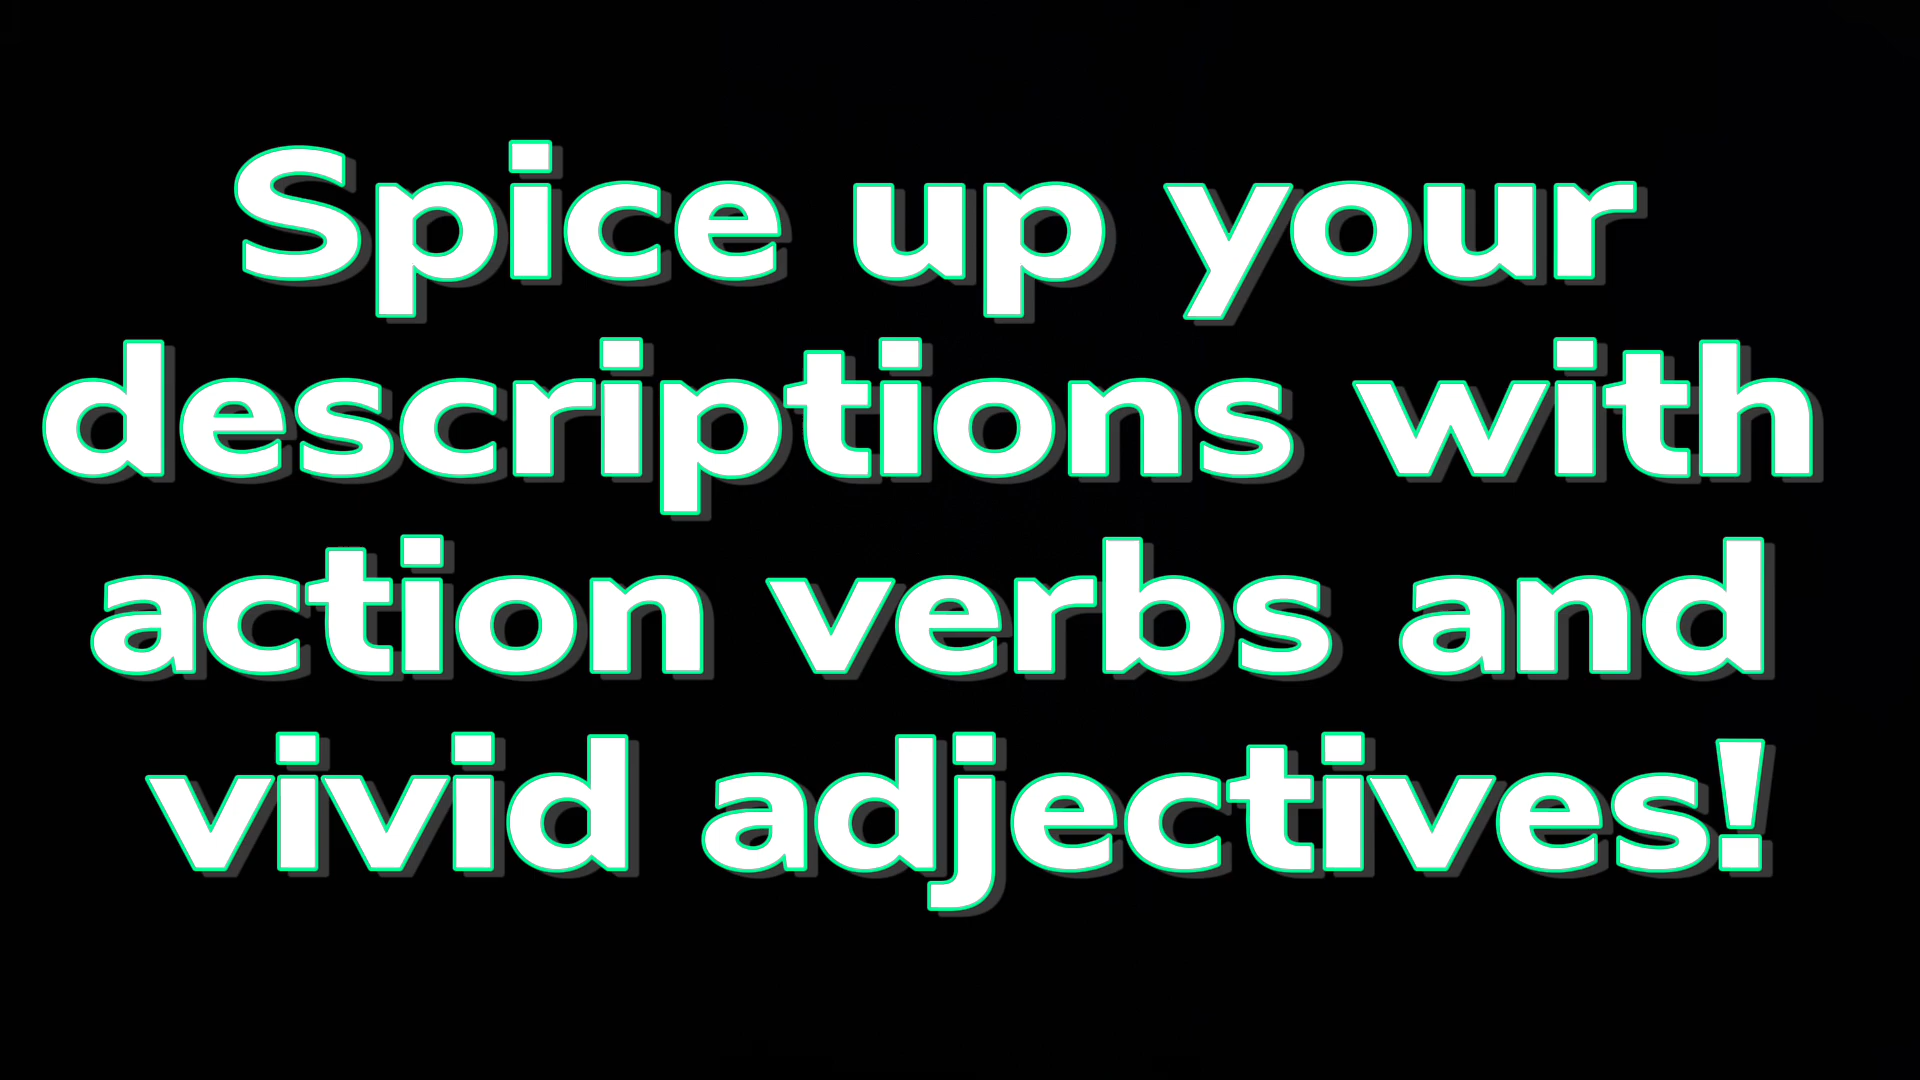 Spice up your
descriptions with
action verbs and
vivid adjectives!